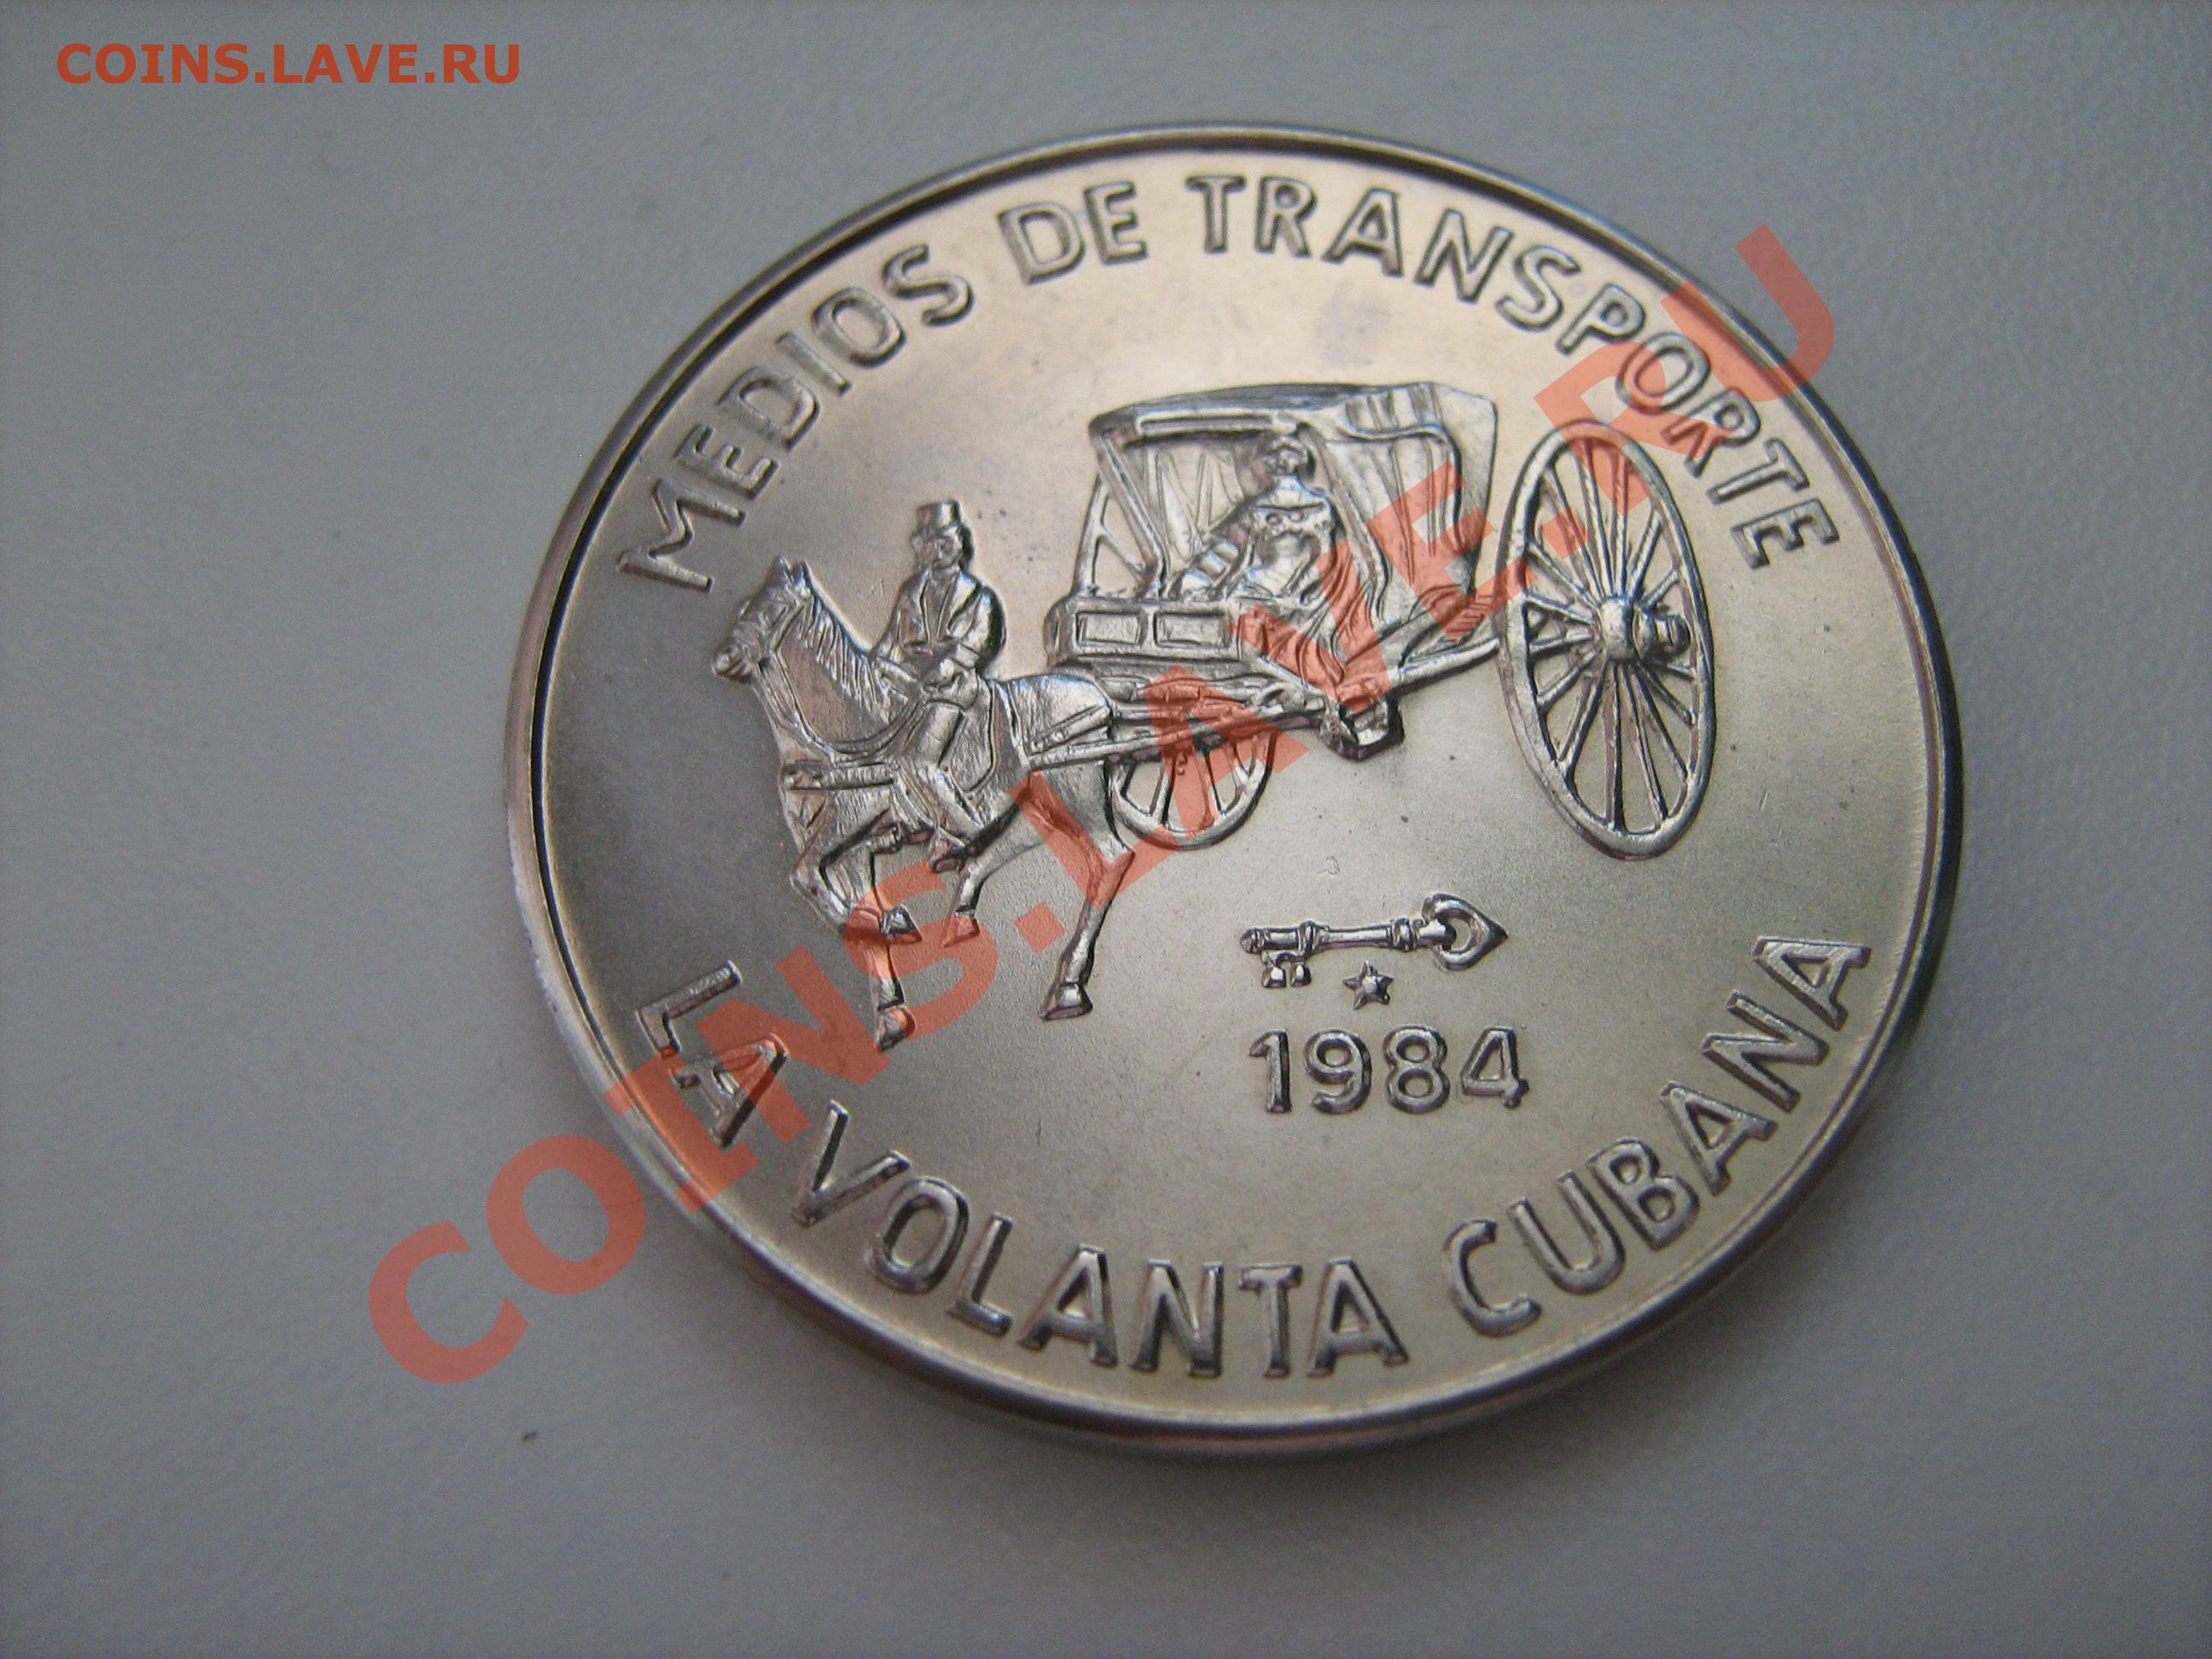 COINS.LAVE.RU
MEDIOS DE TRANSPORTE
1984
LA VOLANTA CUBANA
COINS.LAVE.RU